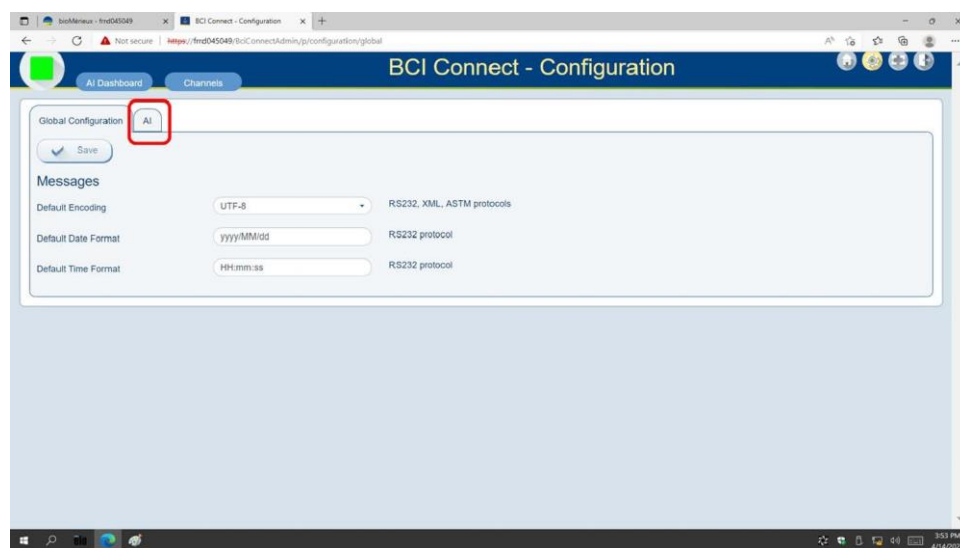 bioMérieux - frnd045049
BCI Connect - Configuration
Not secure | https://frnd045049/BciConnectAdmin/p/configuration/global
BCI Connect - Configuration
AI Dashboard
Channels
Global Configuration
AI
Save
Messages
Default Encoding UTF-8 RS232, XML, ASTM protocols
Default Date Format yyyy/MM/dd RS232 protocol
Default Time Format HH:mm:ss RS232 protocol
3:53 PM